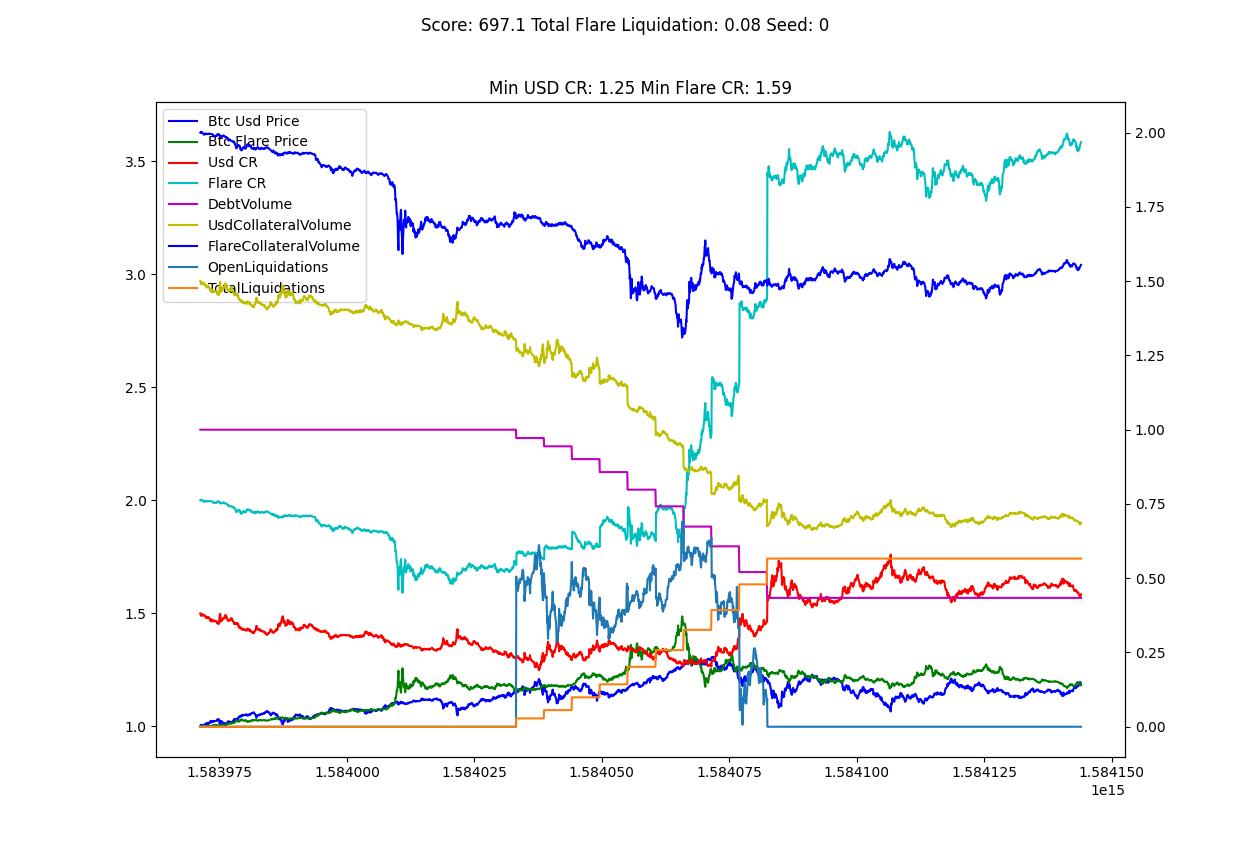 Score: 697.1 Total Flare Liquidation: 0.08 Seed: 0
Min USD CR: 1.25 Min Flare CR: 1.59
Btc Usd Price
Btc Flare Price
Usd CR
Flare CR
DebtVolume
UsdCollateralVolume
FlareCollateralVolume
OpenLiquidations
TotalLiquidations
3.5
3.0
2.5
2.0
1.5
1.0
2.00
1.75
1.50
1.25
1.00
0.75
0.50
0.25
0.00
1.583975 1.584000 1.584025 1.584050 1.584075 1.584100 1.584125 1.584150
1e15